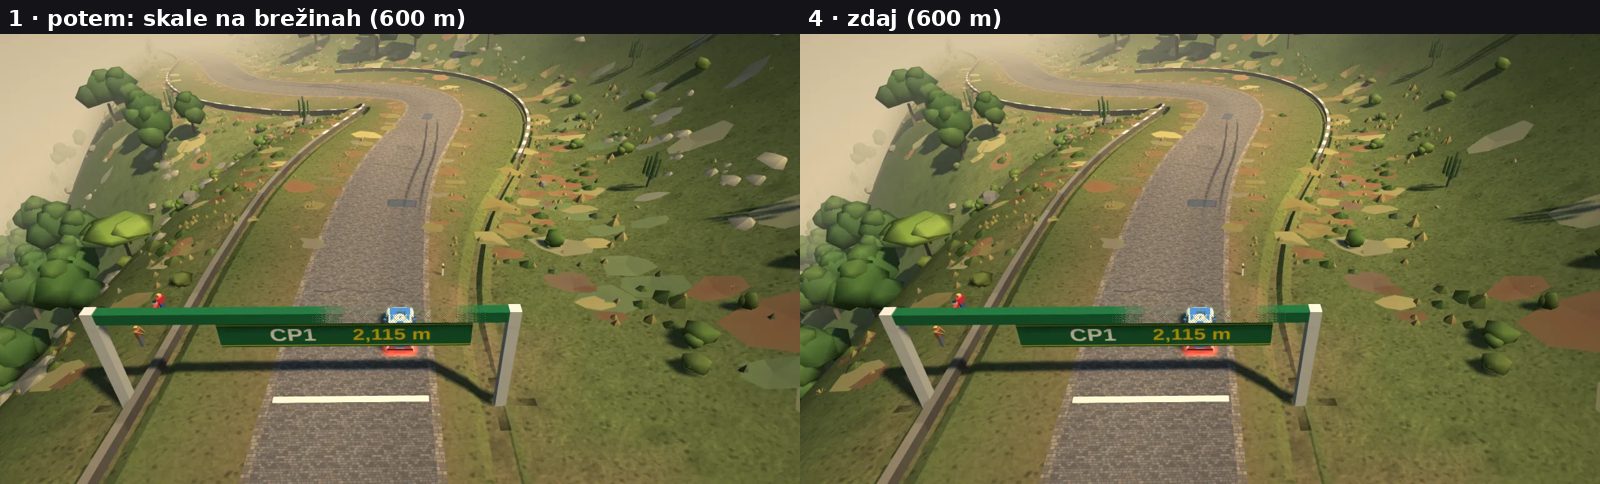 1 · potem: skale na brežinah (600 m)
4 · zdaj (600 m)
CP1 2,115 m
CP1 2,115 m